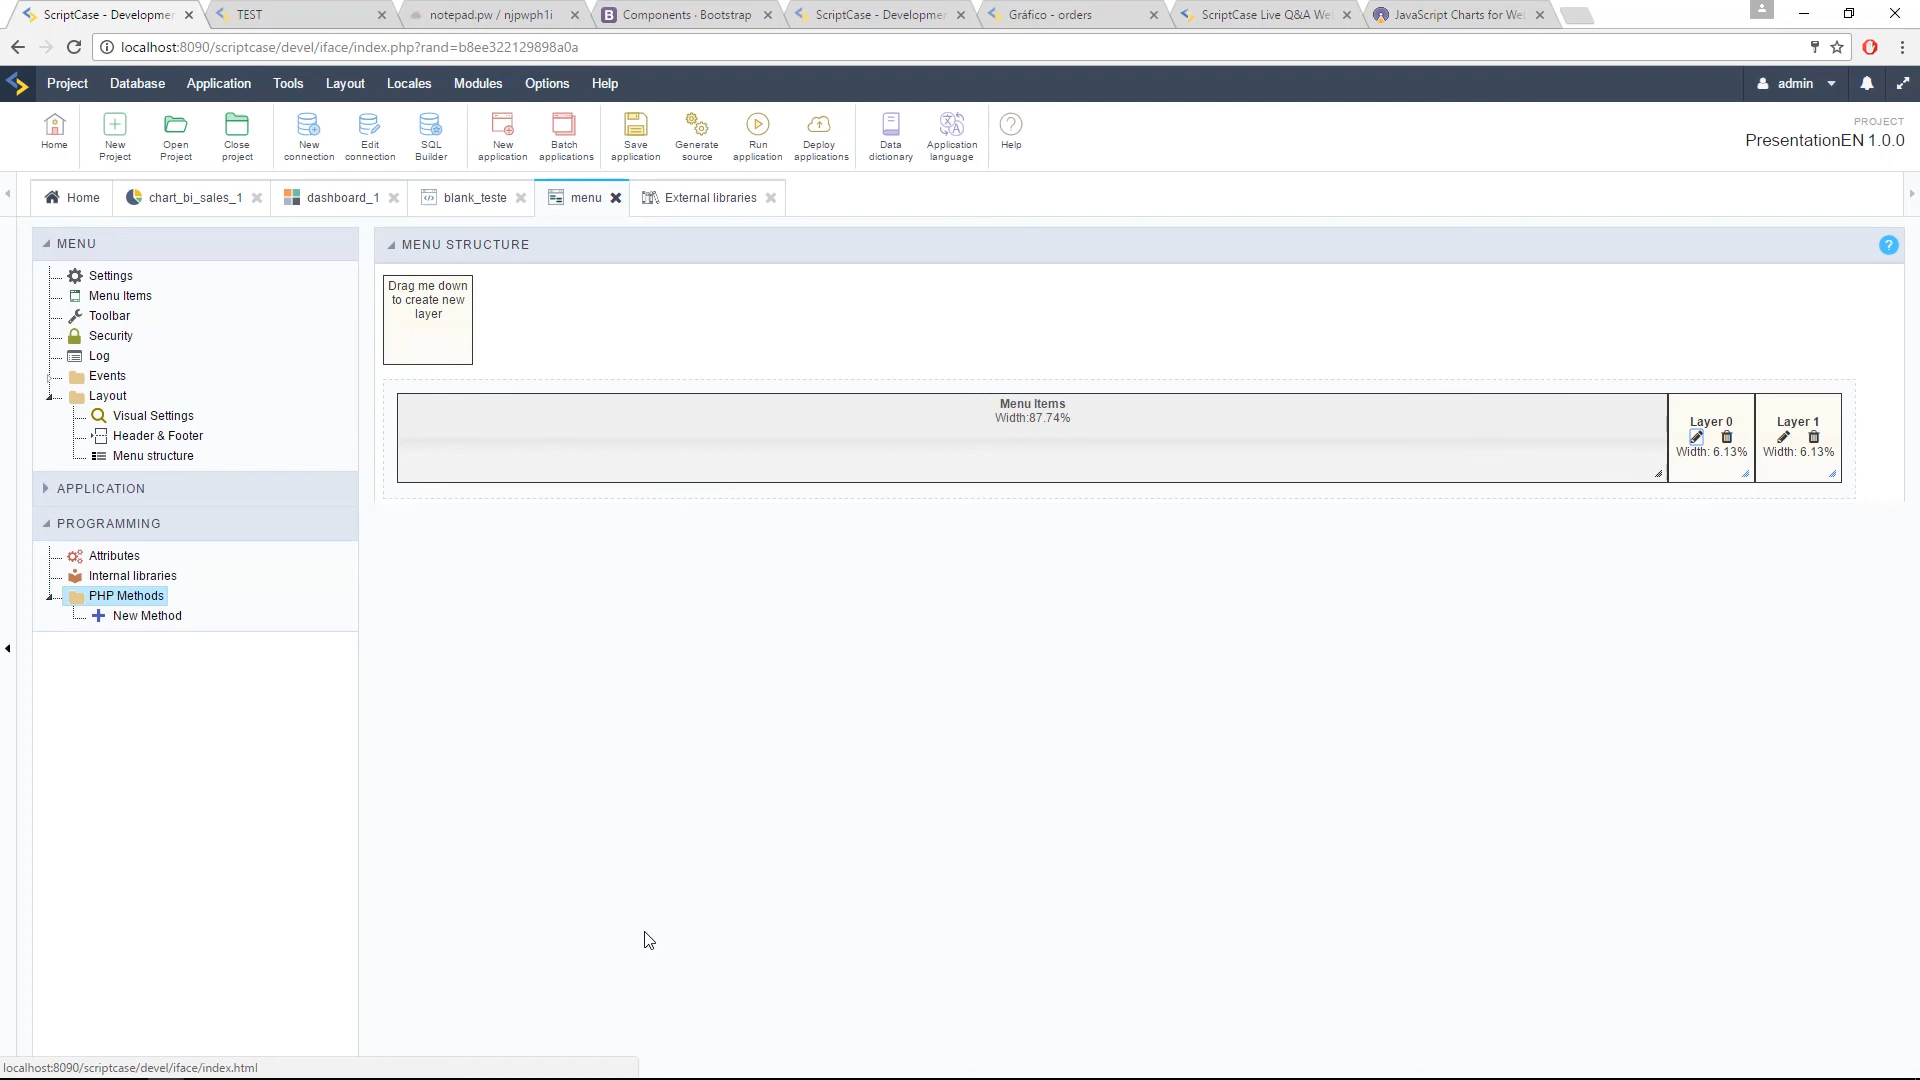 ScriptCase - Developmer
TEST
notepad.pw / njpwph1i
Components · Bootstrap
ScriptCase - Developmer
Gráfico - orders
ScriptCase Live Q&A We
JavaScript Charts for We
localhost:8090/scriptcase/devel/iface/index.php?rand=b8ee322129898a0a
Project
Database
Application
Tools
Layout
Locales
Modules
Options
Help
admin
Home
New
Project
Open
Project
Close
project
New
connection
Edit
connection
SQL
Builder
New
application
Batch
applications
Save
application
Generate
source
Run
application
Deploy
applications
Data
dictionary
Application
language
Help
PROJECT
PresentationEN 1.0.0
Home
chart_bi_sales_1
dashboard_1
blank_teste
menu
External libraries
MENU
Settings
Menu Items
Toolbar
Security
Log
Events
Layout
Visual Settings
Header & Footer
Menu structure
APPLICATION
PROGRAMMING
Attributes
Internal libraries
PHP Methods
New Method
MENU STRUCTURE
?
Drag me down
to create new
layer
Menu Items
Width:87.74%
Layer 0
Width: 6.13%
Layer 1
Width: 6.13%
localhost:8090/scriptcase/devel/iface/index.html